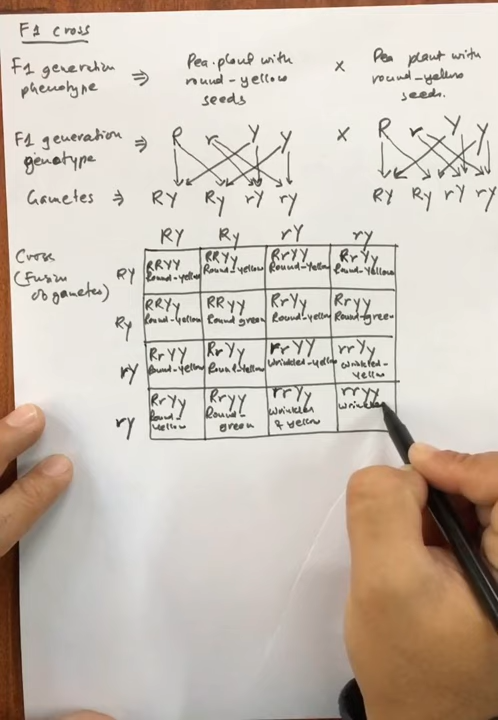 F1 cross
F1 generation phenotype ⇒ Pea plant with round-yellow seeds × Pea plant with round-yellow seeds.
F1 generation genotype ⇒ R r Y y × R r Y y
Gametes ⇒ RY Ry rY ry RY Ry rY ry
RY Ry rY ry
Cross (fusion of gametes)
RY RRYY Round-yellow RRYy Round-yellow RrYY Round-yellow RrYy Round-yellow
Ry RRYy Round-yellow RRyy Round green RrYy Round-yellow Rryy Round-green
rY RrYY Round-yellow RrYy Round-yellow rrYY Wrinkled-yellow rrYy Wrinkled-yellow
ry RrYy Round yellow Rryy Round-green rrYy Wrinkled & yellow rryy Wrinkled